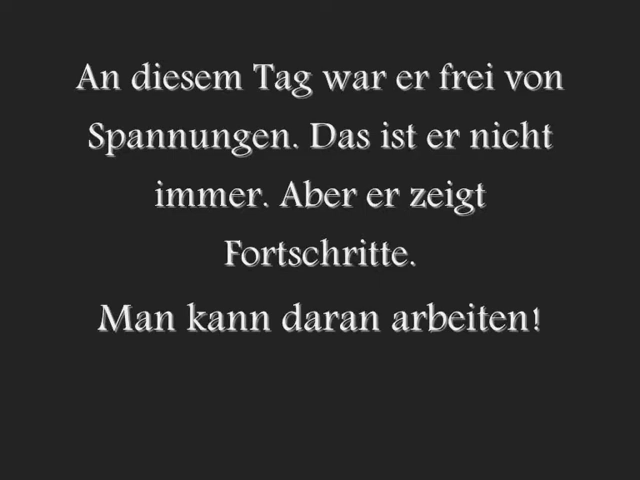 An diesem Tag war er frei von
Spannungen. Das ist er nicht
immer. Aber er zeigt
Fortschritte.
Man kann daran arbeiten!